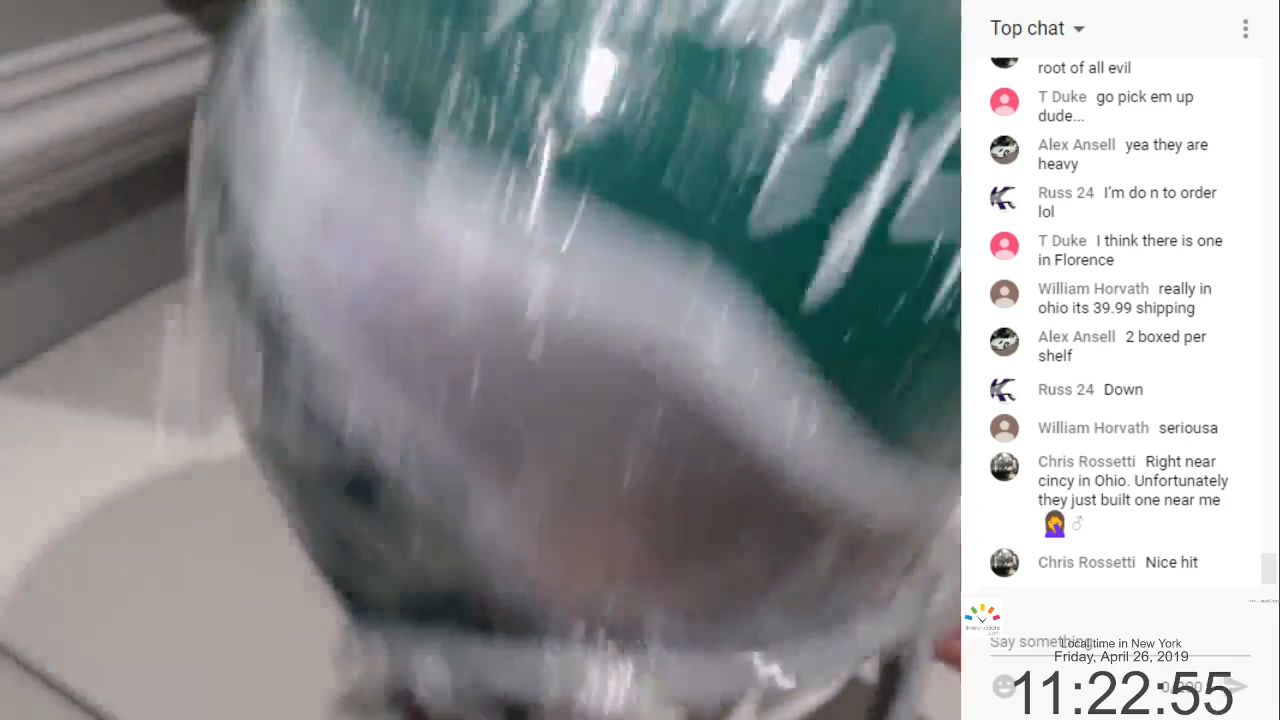 Top chat
root of all evil
T Duke go pick em up
dude...
Alex Ansell yea they are
heavy
Russ 24 I'm do n to order
lol
T Duke I think there is one
in Florence
William Horvath really in
ohio its 39.99 shipping
Alex Ansell 2 boxed per
shelf
Russ 24 Down
William Horvath seriousa
Chris Rossetti Right near
cincy in Ohio. Unfortunately
they just built one near me
Chris Rossetti Nice hit
Say something...
Local time in New York
Friday, April 26, 2019
11:22:55